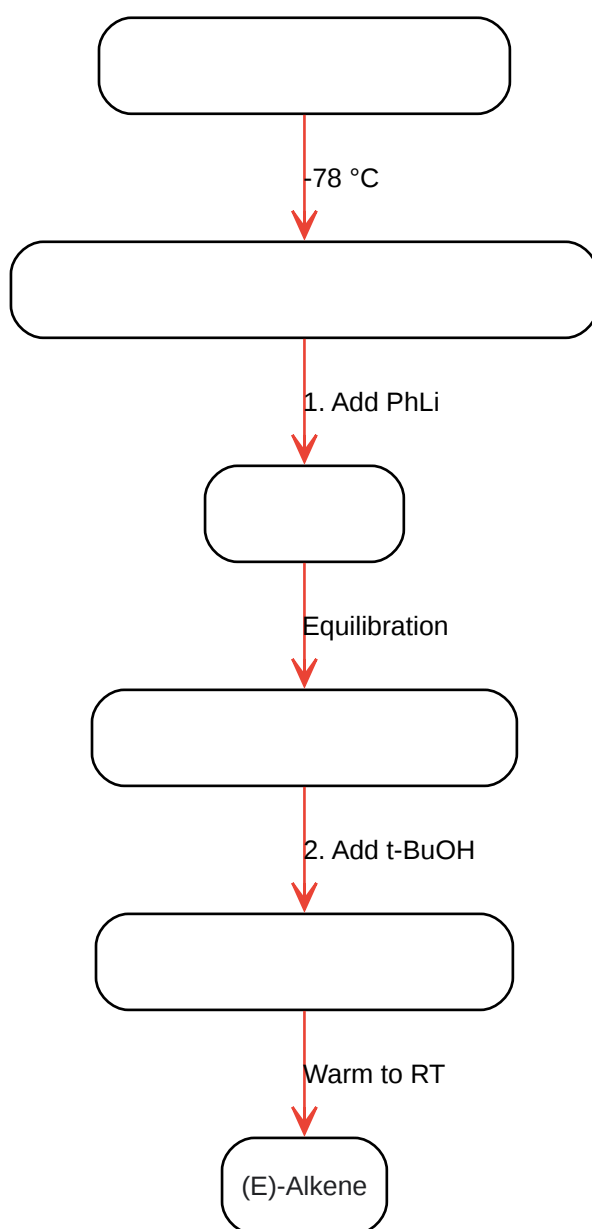 -78 °C
1. Add PhLi
Equilibration
2. Add t-BuOH
Warm to RT
(E)-Alkene